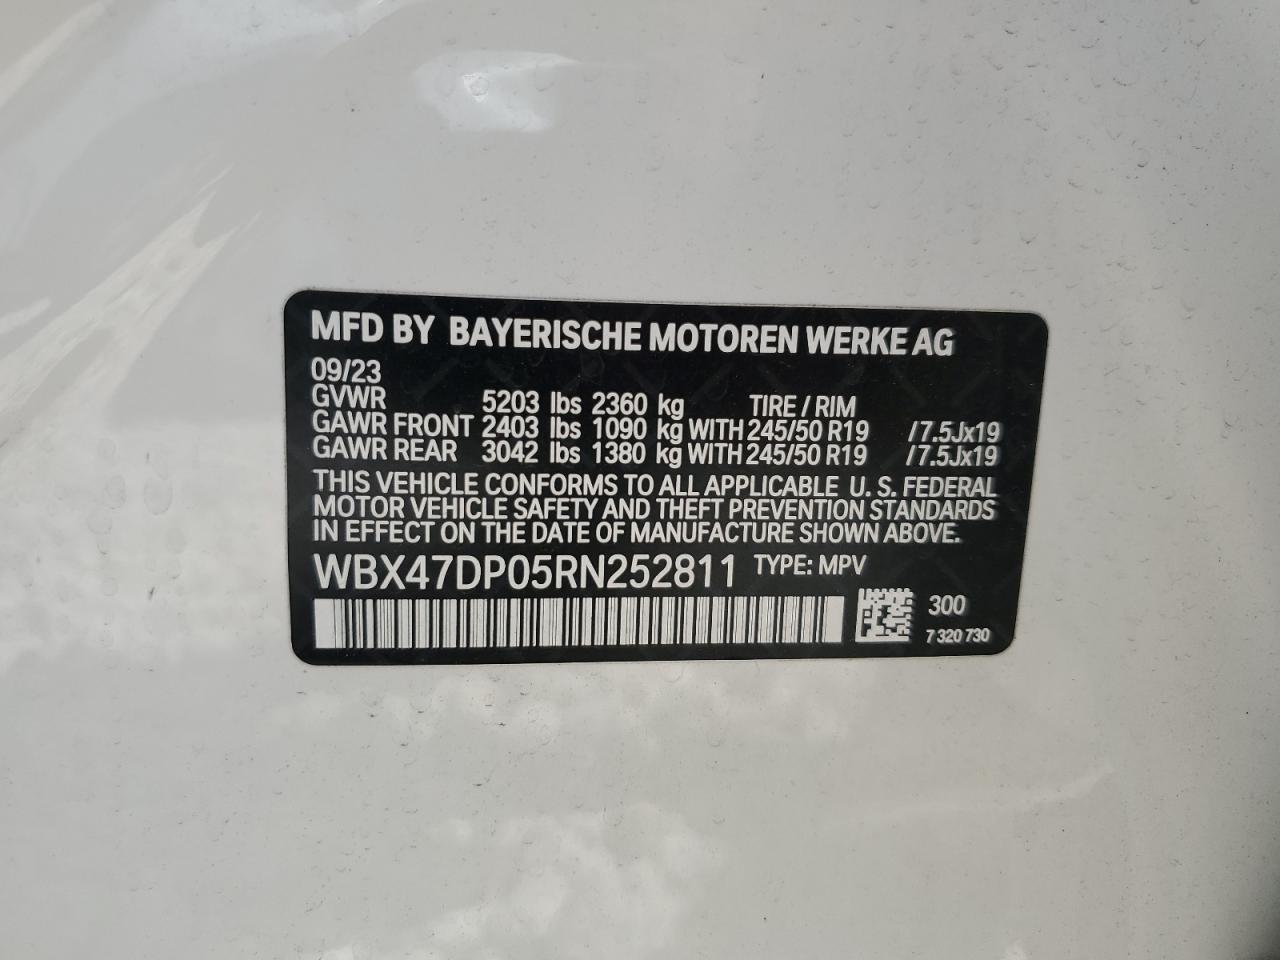 MFD BY BAYERISCHE MOTOREN WERKE AG
09/23
GVWR 5203 lbs 2360 kg TIRE / RIM
GAWR FRONT 2403 lbs 1090 kg WITH 245/50 R19 / 7.5Jx19
GAWR REAR 3042 lbs 1380 kg WITH 245/50 R19 / 7.5Jx19
THIS VEHICLE CONFORMS TO ALL APPLICABLE U. S. FEDERAL
MOTOR VEHICLE SAFETY AND THEFT PREVENTION STANDARDS
IN EFFECT ON THE DATE OF MANUFACTURE SHOWN ABOVE.
WBX47DP05RN252811 TYPE: MPV
300
7 320 730